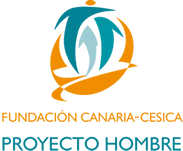 FUNDACIÓN CANARIA-CESICA
PROYECTO HOMBRE